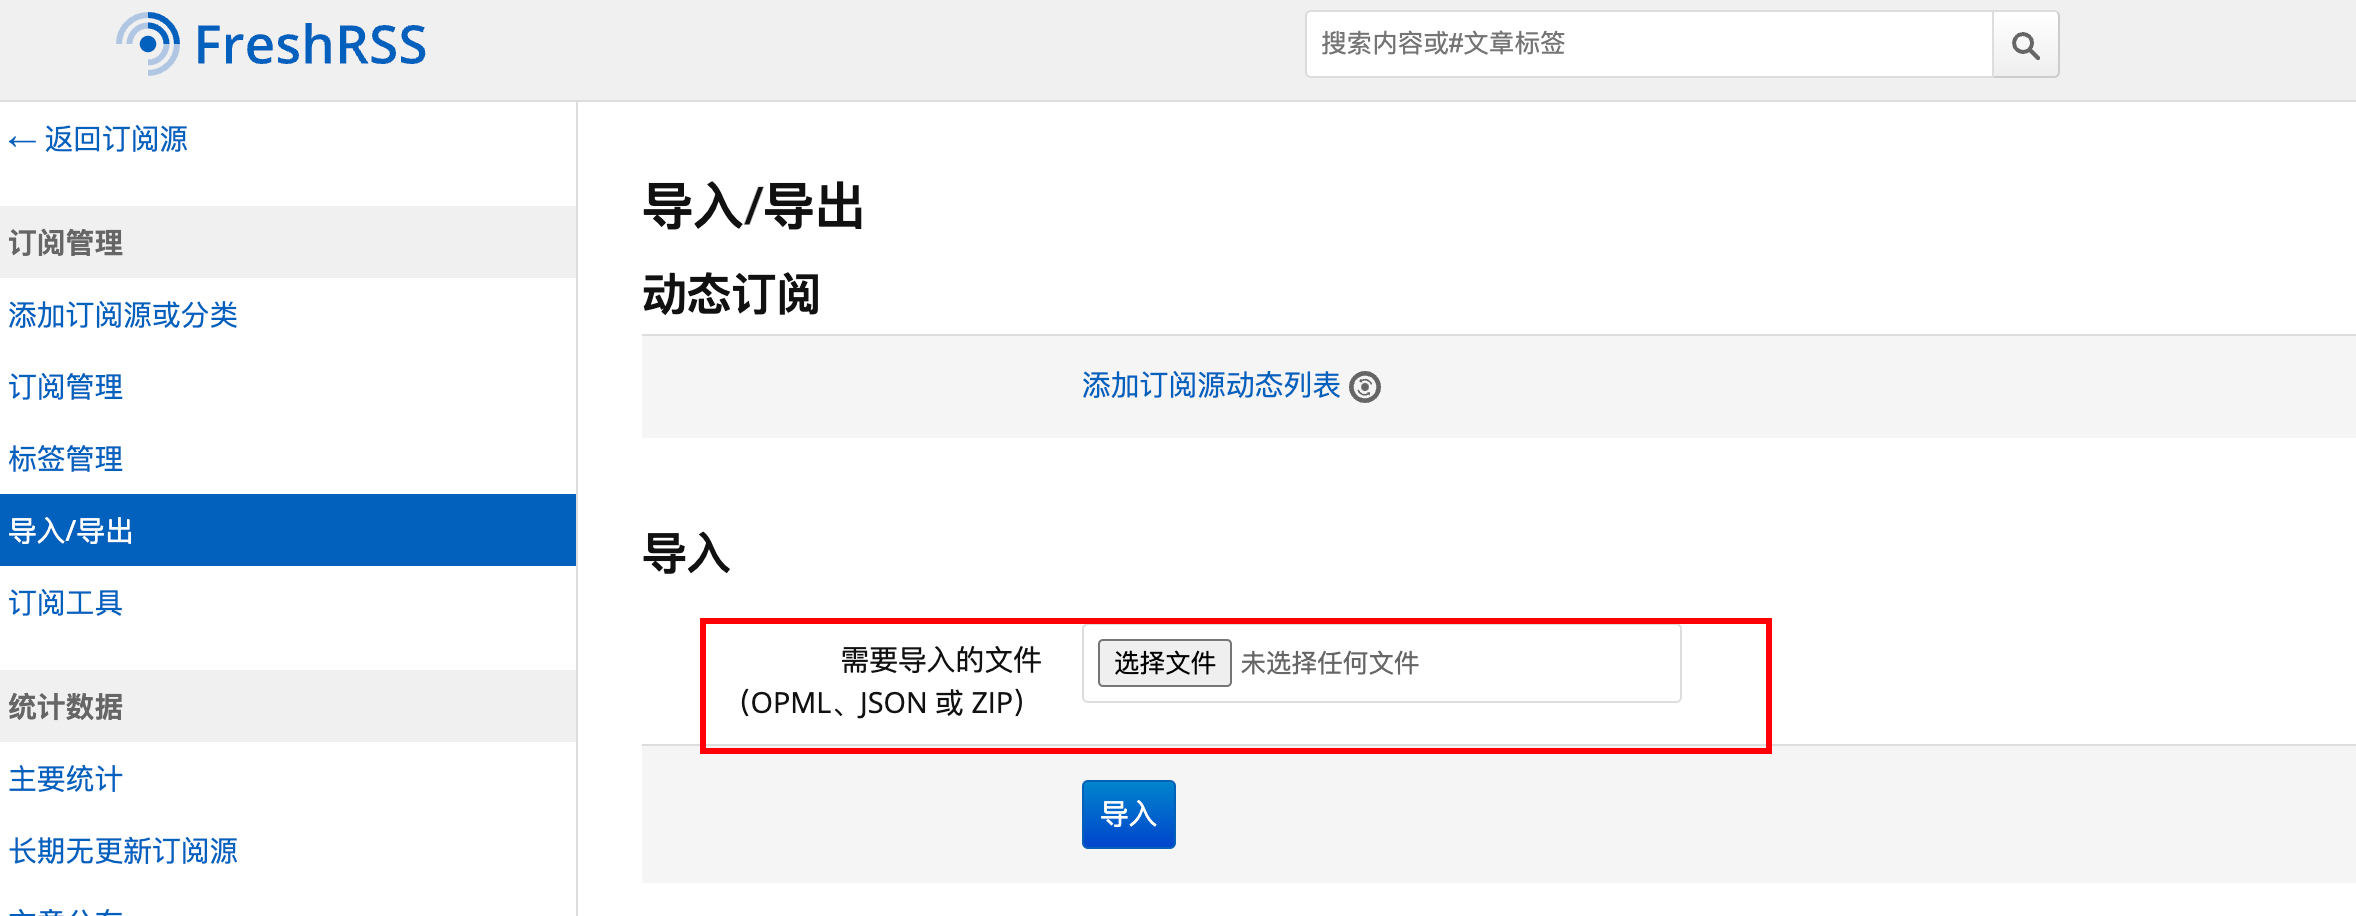 FreshRSS
搜索内容或#文章标签
← 返回订阅源
订阅管理
添加订阅源或分类
订阅管理
标签管理
导入/导出
订阅工具
统计数据
主要统计
长期无更新订阅源
导入/导出
动态订阅
添加订阅源动态列表
导入
需要导入的文件
（OPML、JSON 或 ZIP）
选择文件 未选择任何文件
导入